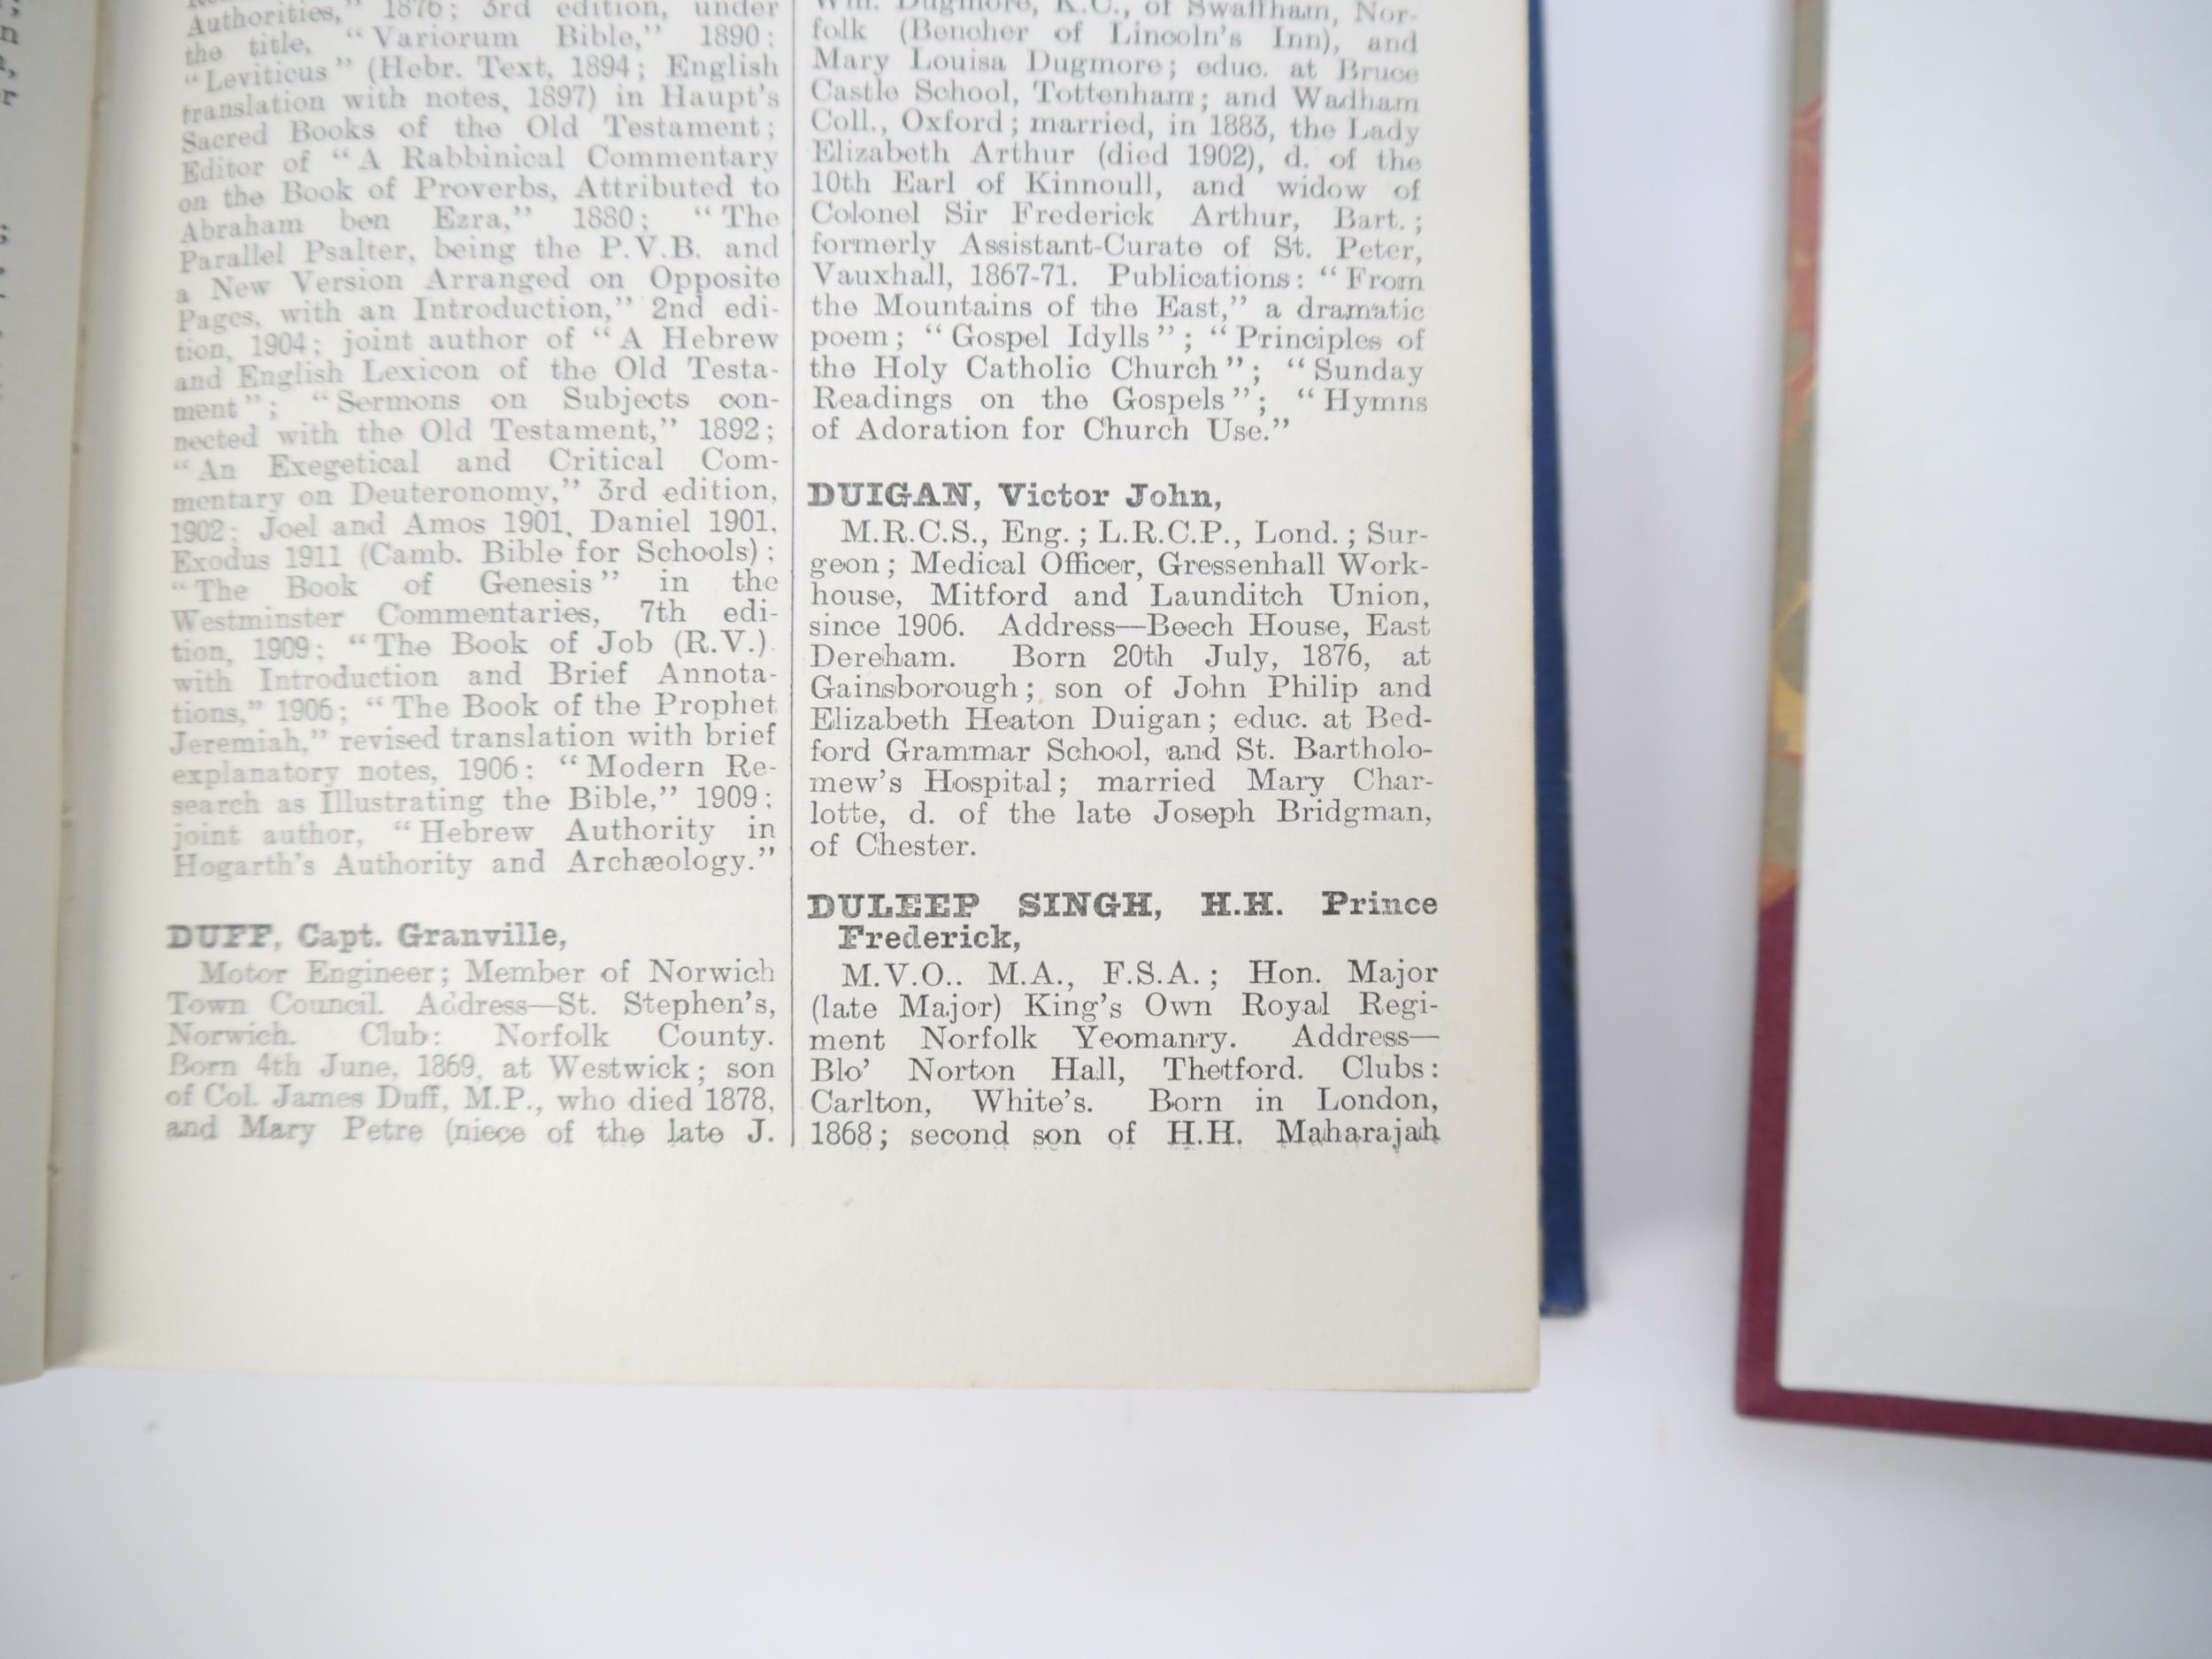 Authorities," 1876; 3rd edition, under
the title, "Variorum Bible," 1890;
"Leviticus" (Hebr. Text, 1894; English
translation with notes, 1897) in Haupt's
Sacred Books of the Old Testament;
Editor of "A Rabbinical Commentary
on the Book of Proverbs, Attributed to
Abraham ben Ezra," 1880; "The
Parallel Psalter, being the P.V.B. and
a New Version Arranged on Opposite
Pages, with an Introduction," 2nd edi-
tion, 1904; joint author of "A Hebrew
and English Lexicon of the Old Testa-
ment"; "Sermons on Subjects con-
nected with the Old Testament," 1892;
"An Exegetical and Critical Com-
mentary on Deuteronomy," 3rd edition,
1902; Joel and Amos 1901, Daniel 1901,
Exodus 1911 (Camb. Bible for Schools);
"The Book of Genesis" in the
Westminster Commentaries, 7th edi-
tion, 1909; "The Book of Job (R.V.)
with Introduction and Brief Annota-
tions," 1906; "The Book of the Prophet
Jeremiah," revised translation with brief
explanatory notes, 1906; "Modern Re-
search as Illustrating the Bible," 1909;
joint author, "Hebrew Authority in
Hogarth's Authority and Archæology."
DUFF, Capt. Granville,
Motor Engineer; Member of Norwich
Town Council. Address—St. Stephen's,
Norwich. Club: Norfolk County.
Born 4th June, 1869, at Westwick; son
of Col. James Duff, M.P., who died 1878,
and Mary Petre (niece of the late J.
Wm. Dugmore, K.C., of Swaffham, Nor-
folk (Bencher of Lincoln's Inn), and
Mary Louisa Dugmore; educ. at Bruce
Castle School, Tottenham; and Wadham
Coll., Oxford; married, in 1883, the Lady
Elizabeth Arthur (died 1902), d. of the
10th Earl of Kinnoull, and widow of
Colonel Sir Frederick Arthur, Bart.;
formerly Assistant-Curate of St. Peter,
Vauxhall, 1867-71. Publications: "From
the Mountains of the East," a dramatic
poem; "Gospel Idylls"; "Principles of
the Holy Catholic Church"; "Sunday
Readings on the Gospels"; "Hymns
of Adoration for Church Use."
DUIGAN, Victor John,
M.R.C.S., Eng.; L.R.C.P., Lond.; Sur-
geon; Medical Officer, Gressenhall Work-
house, Mitford and Launditch Union,
since 1906. Address—Beech House, East
Dereham. Born 20th July, 1876, at
Gainsborough; son of John Philip and
Elizabeth Heaton Duigan; educ. at Bed-
ford Grammar School, and St. Bartholo-
mew's Hospital; married Mary Char-
lotte, d. of the late Joseph Bridgman,
of Chester.
DULEEP SINGH, H.H. Prince
Frederick,
M.V.O.. M.A., F.S.A.; Hon. Major
(late Major) King's Own Royal Regi-
ment Norfolk Yeomanry. Address—
Blo' Norton Hall, Thetford. Clubs:
Carlton, White's. Born in London,
1868; second son of H.H. Maharajah